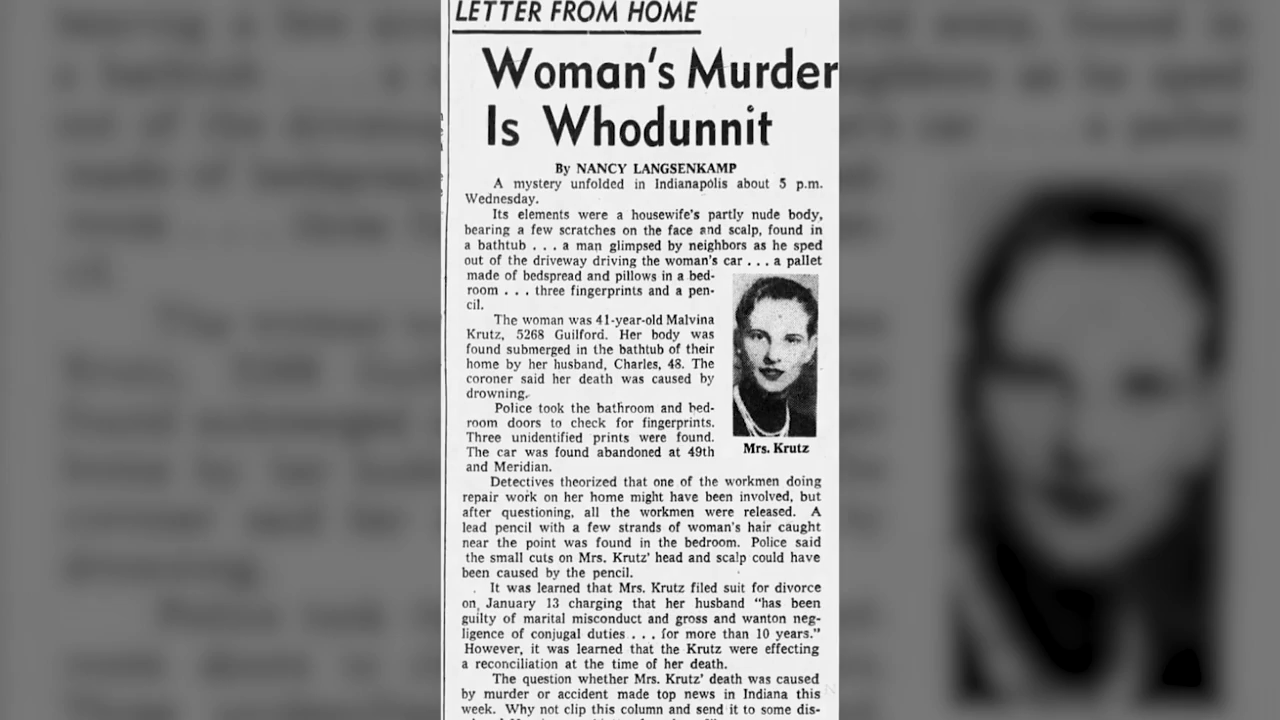 LETTER FROM HOME
Woman's Murder
Is Whodunnit
By NANCY LANGSENKAMP
A mystery unfolded in Indianapolis about 5 p.m.
Wednesday.
Its elements were a housewife's partly nude body,
bearing a few scratches on the face and scalp, found in
a bathtub . . . a man glimpsed by neighbors as he sped
out of the driveway driving the woman's car . . . a pallet
made of bedspread and pillows in a bed-
room . . . three fingerprints and a pen-
cil.
The woman was 41-year-old Malvina
Krutz, 5268 Guilford. Her body was
found submerged in the bathtub of their
home by her husband, Charles, 48. The
coroner said her death was caused by
drowning.
Police took the bathroom and bed-
room doors to check for fingerprints.
Three unidentified prints were found.
The car was found abandoned at 49th
and Meridian.
Mrs. Krutz
Detectives theorized that one of the workmen doing
repair work on her home might have been involved, but
after questioning, all the workmen were released. A
lead pencil with a few strands of woman's hair caught
near the point was found in the bedroom. Police said
the small cuts on Mrs. Krutz' head and scalp could have
been caused by the pencil.
It was learned that Mrs. Krutz filed suit for divorce
on January 13 charging that her husband "has been
guilty of marital misconduct and gross and wanton neg-
ligence of conjugal duties . . . for more than 10 years."
However, it was learned that the Krutz were effecting
a reconciliation at the time of her death.
The question whether Mrs. Krutz' death was caused
by murder or accident made top news in Indiana this
week. Why not clip this column and send it to some dis-